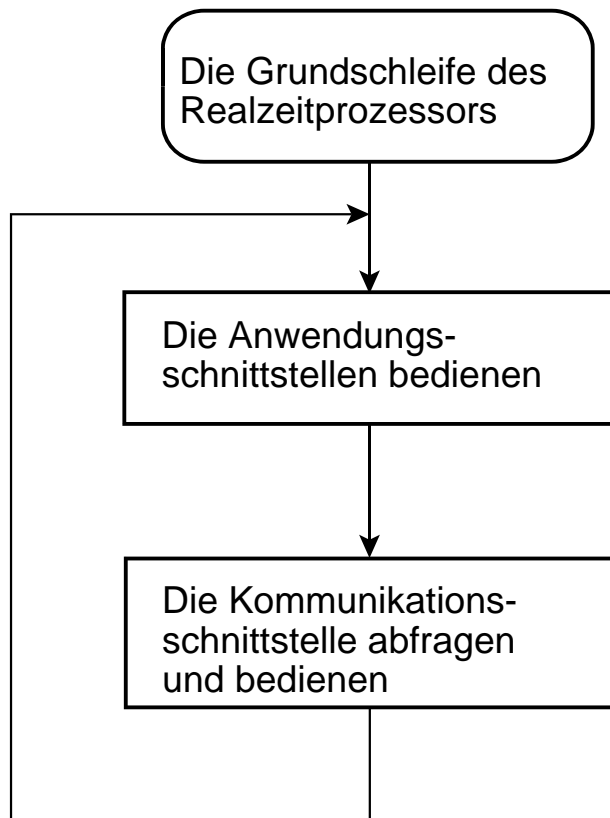 Die Grundschleife des
Realzeitprozessors
Die Anwendungs-
schnittstellen bedienen
Die Kommunikations-
schnittstelle abfragen
und bedienen